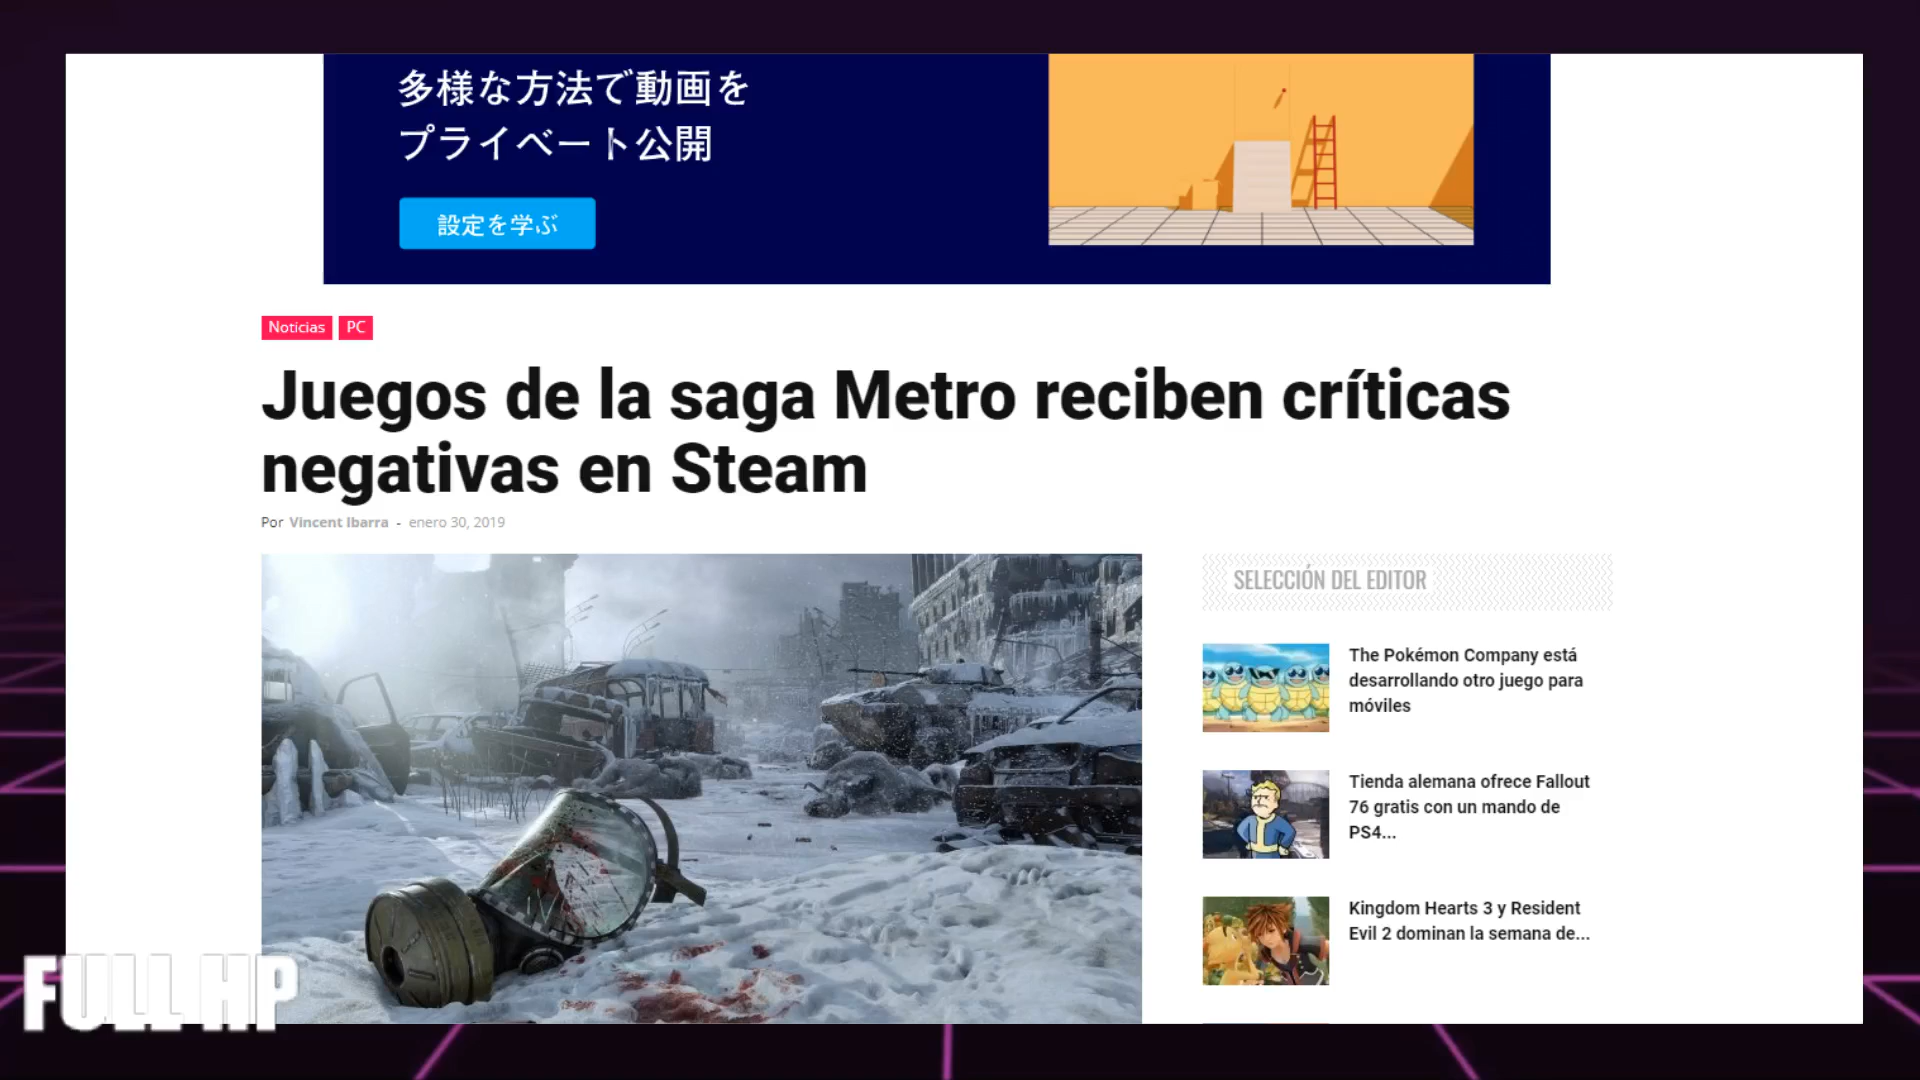 多様な方法で動画を
プライベート公開
設定を学ぶ
Noticias PC
Juegos de la saga Metro reciben críticas
negativas en Steam
Por Vincent Ibarra - enero 30, 2019
SELECCIÓN DEL EDITOR
The Pokémon Company está
desarrollando otro juego para
móviles
Tienda alemana ofrece Fallout
76 gratis con un mando de
PS4...
Kingdom Hearts 3 y Resident
Evil 2 dominan la semana de...
FULL HP